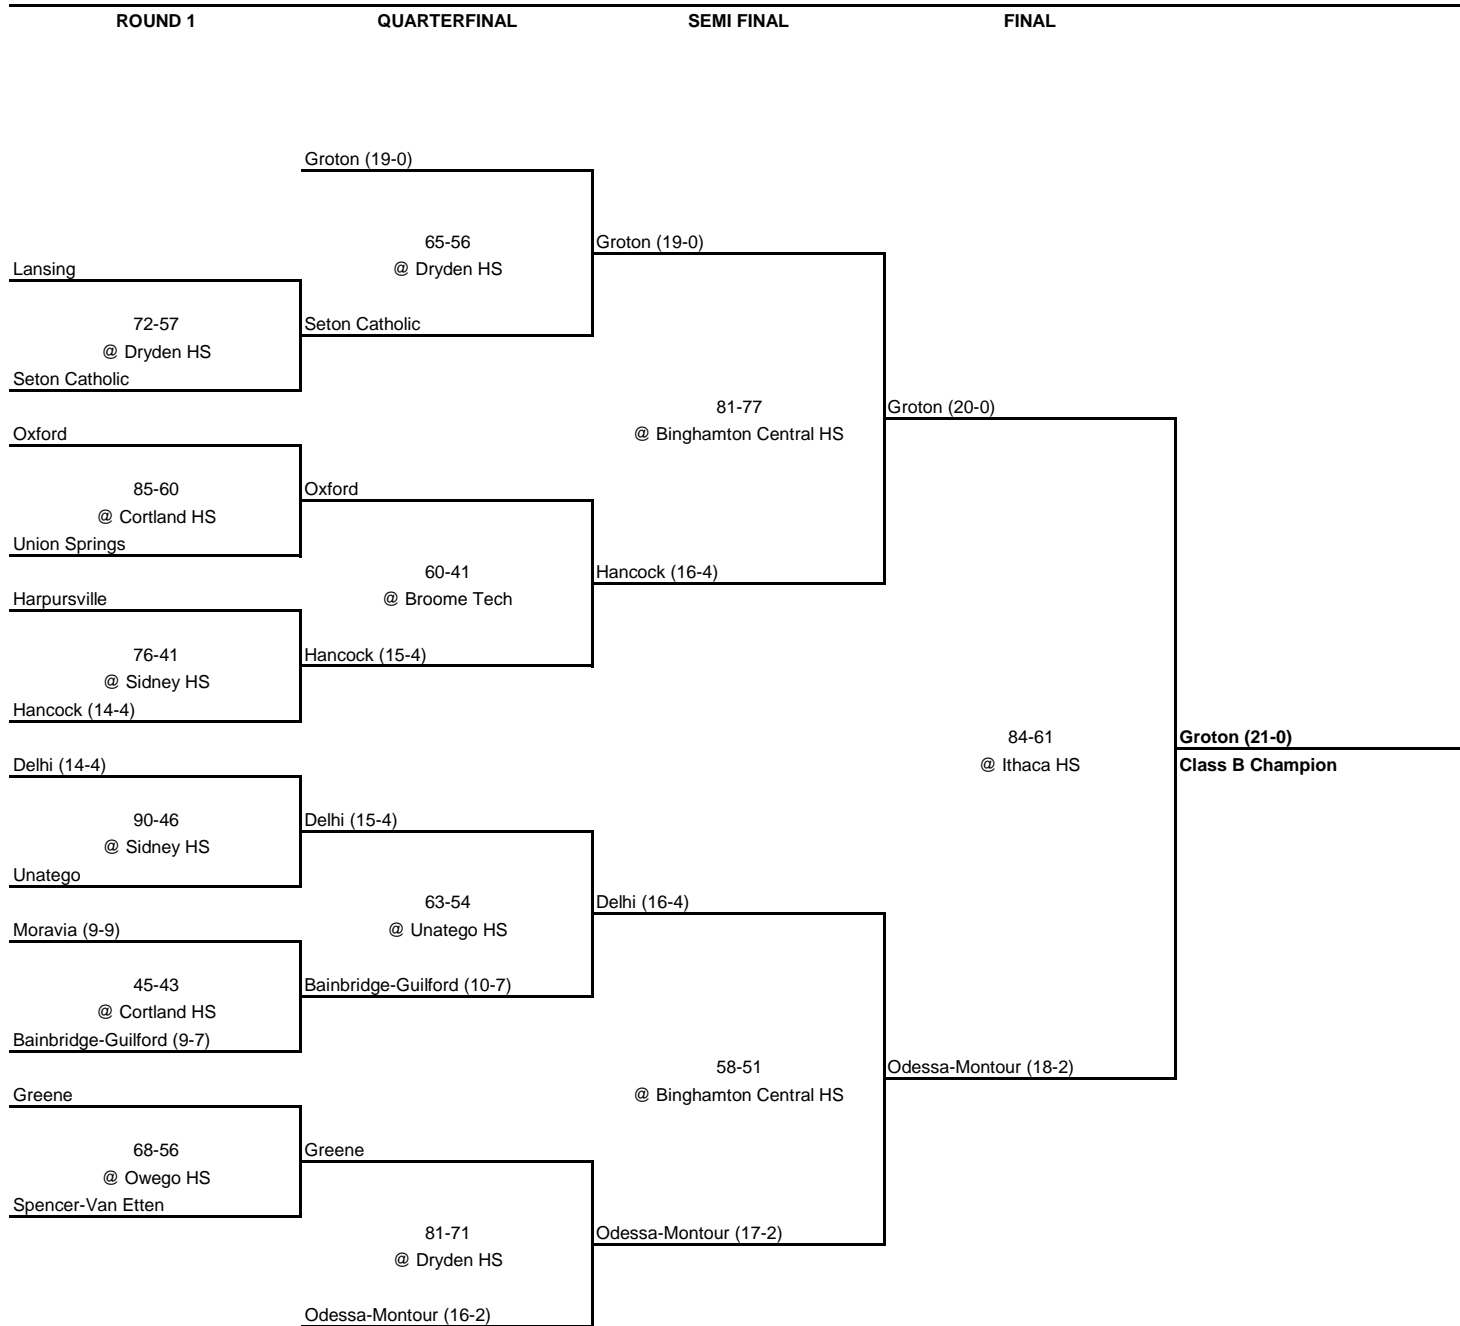 ROUND 1 QUARTERFINAL SEMI FINAL FINAL
Groton (19-0)
65-56 Groton (19-0)
Lansing @ Dryden HS
72-57 Seton Catholic
@ Dryden HS
Seton Catholic
81-77 Groton (20-0)
Oxford @ Binghamton Central HS
85-60 Oxford
@ Cortland HS
Union Springs
60-41 Hancock (16-4)
Harpursville @ Broome Tech
76-41 Hancock (15-4)
@ Sidney HS
Hancock (14-4)
84-61 Groton (21-0)
Delhi (14-4) @ Ithaca HS Class B Champion
90-46 Delhi (15-4)
@ Sidney HS
Unatego
63-54 Delhi (16-4)
Moravia (9-9) @ Unatego HS
45-43 Bainbridge-Guilford (10-7)
@ Cortland HS
Bainbridge-Guilford (9-7)
58-51 Odessa-Montour (18-2)
Greene @ Binghamton Central HS
68-56 Greene
@ Owego HS
Spencer-Van Etten
81-71 Odessa-Montour (17-2)
@ Dryden HS
Odessa-Montour (16-2)